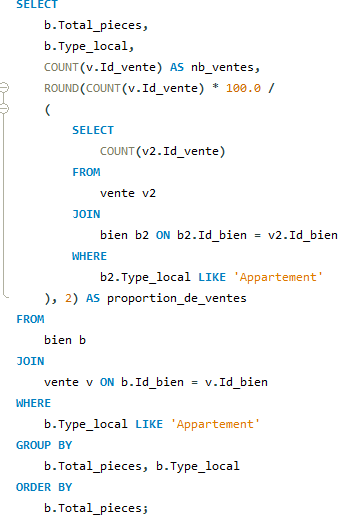 SELECT
b.Total_pieces,
b.Type_local,
COUNT(v.Id_vente) AS nb_ventes,
ROUND(COUNT(v.Id_vente) * 100.0 /
(
SELECT
COUNT(v2.Id_vente)
FROM
vente v2
JOIN
bien b2 ON b2.Id_bien = v2.Id_bien
WHERE
b2.Type_local LIKE 'Appartement'
), 2) AS proportion_de_ventes
FROM
bien b
JOIN
vente v ON b.Id_bien = v.Id_bien
WHERE
b.Type_local LIKE 'Appartement'
GROUP BY
b.Total_pieces, b.Type_local
ORDER BY
b.Total_pieces;